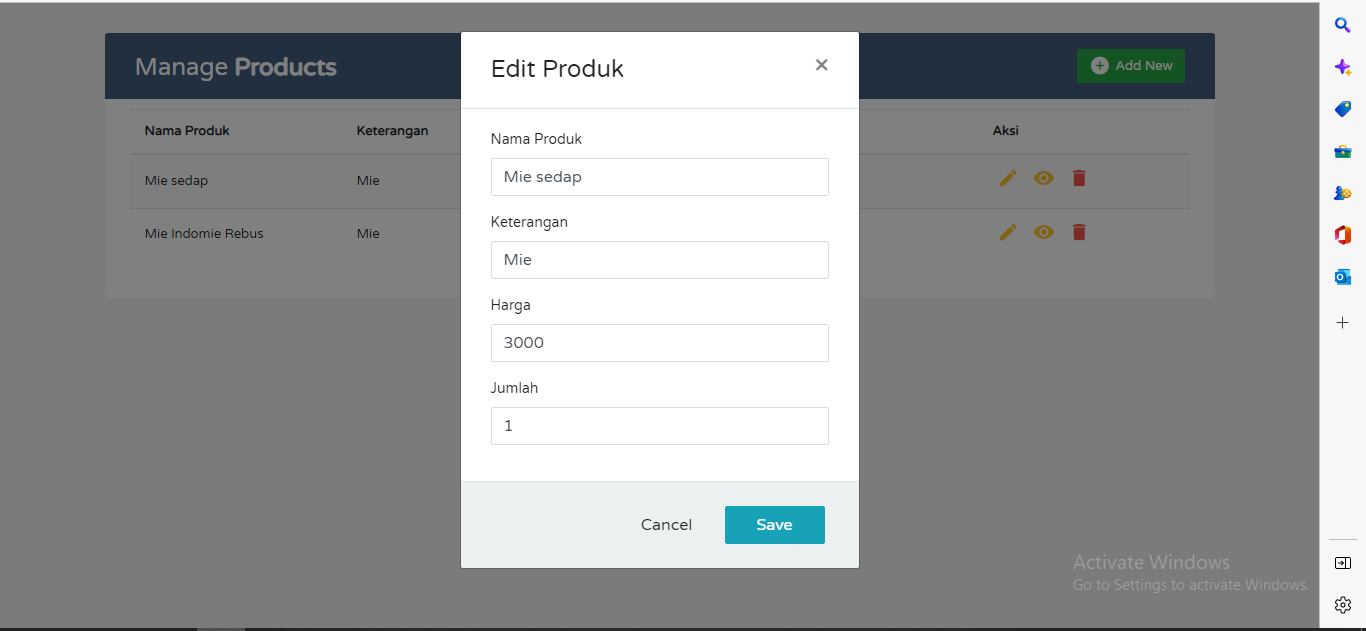 Manage Products
Add New
Nama Produk
Keterangan
Aksi
Mie sedap
Mie
Mie Indomie Rebus
Mie
Edit Produk
×
Nama Produk
Mie sedap
Keterangan
Mie
Harga
3000
Jumlah
1
Cancel
Save
Activate Windows
Go to Settings to activate Windows.